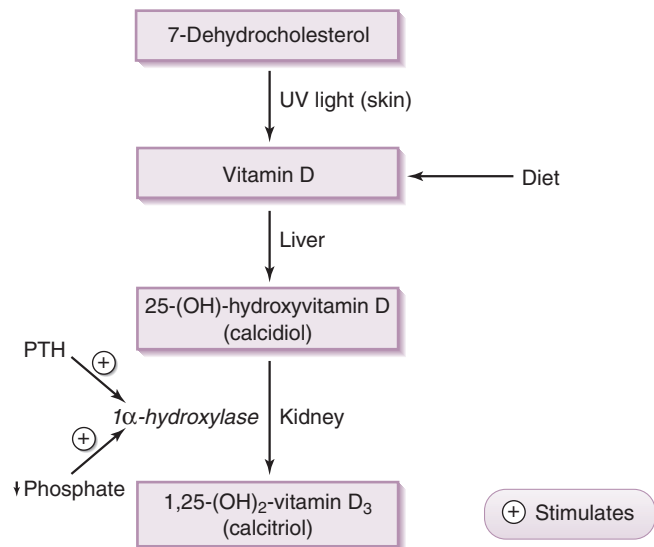 7-Dehydrocholesterol
UV light (skin)
Vitamin D
Diet
Liver
25-(OH)-hydroxyvitamin D
(calcidiol)
PTH
+
1α-hydroxylase
Kidney
+
↓Phosphate
1,25-(OH)₂-vitamin D₃
(calcitriol)
+ Stimulates